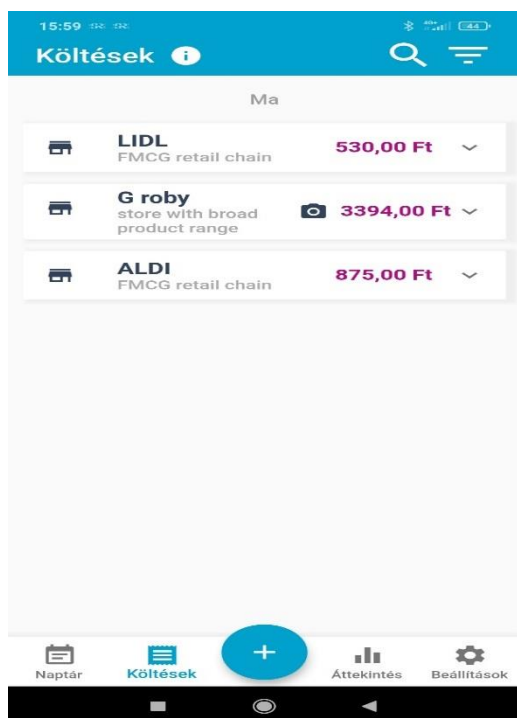 15:59
44
Költések i
Ma
LIDL
FMCG retail chain
530,00 Ft
G roby
store with broad
product range
3394,00 Ft
ALDI
FMCG retail chain
875,00 Ft
Naptár
Költések
+
Áttekintés
Beállítások